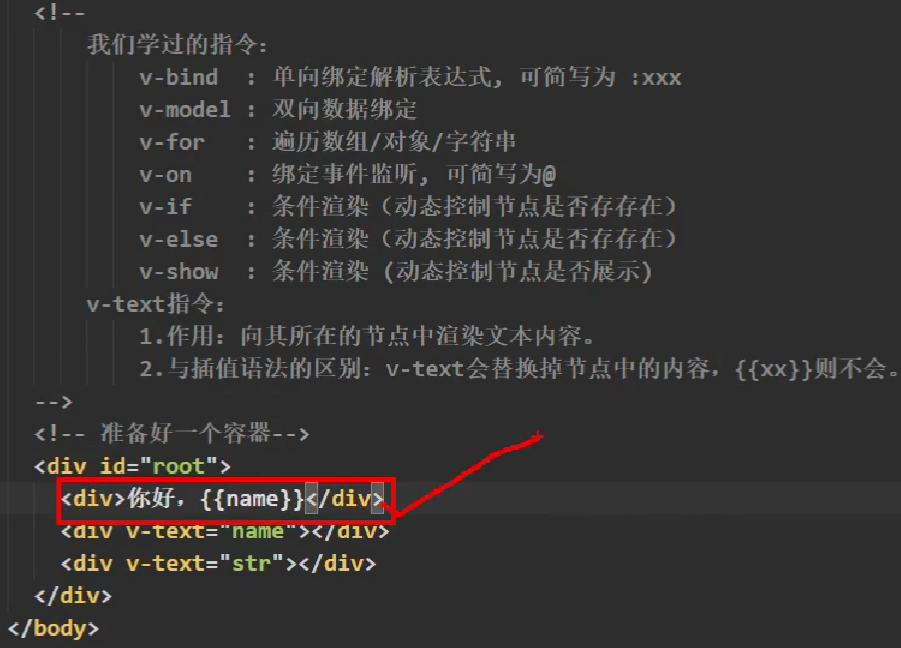 <!--
我们学过的指令：
v-bind : 单向绑定解析表达式, 可简写为 :xxx
v-model : 双向数据绑定
v-for : 遍历数组/对象/字符串
v-on : 绑定事件监听, 可简写为@
v-if : 条件渲染（动态控制节点是否存存在）
v-else : 条件渲染（动态控制节点是否存存在）
v-show : 条件渲染 (动态控制节点是否展示)
v-text指令：
1.作用：向其所在的节点中渲染文本内容。
2.与插值语法的区别：v-text会替换掉节点中的内容，{{xx}}则不会。
-->
<!-- 准备好一个容器-->
<div id="root">
<div>你好，{{name}}</div>
<div v-text="name"></div>
<div v-text="str"></div>
</div>
</body>